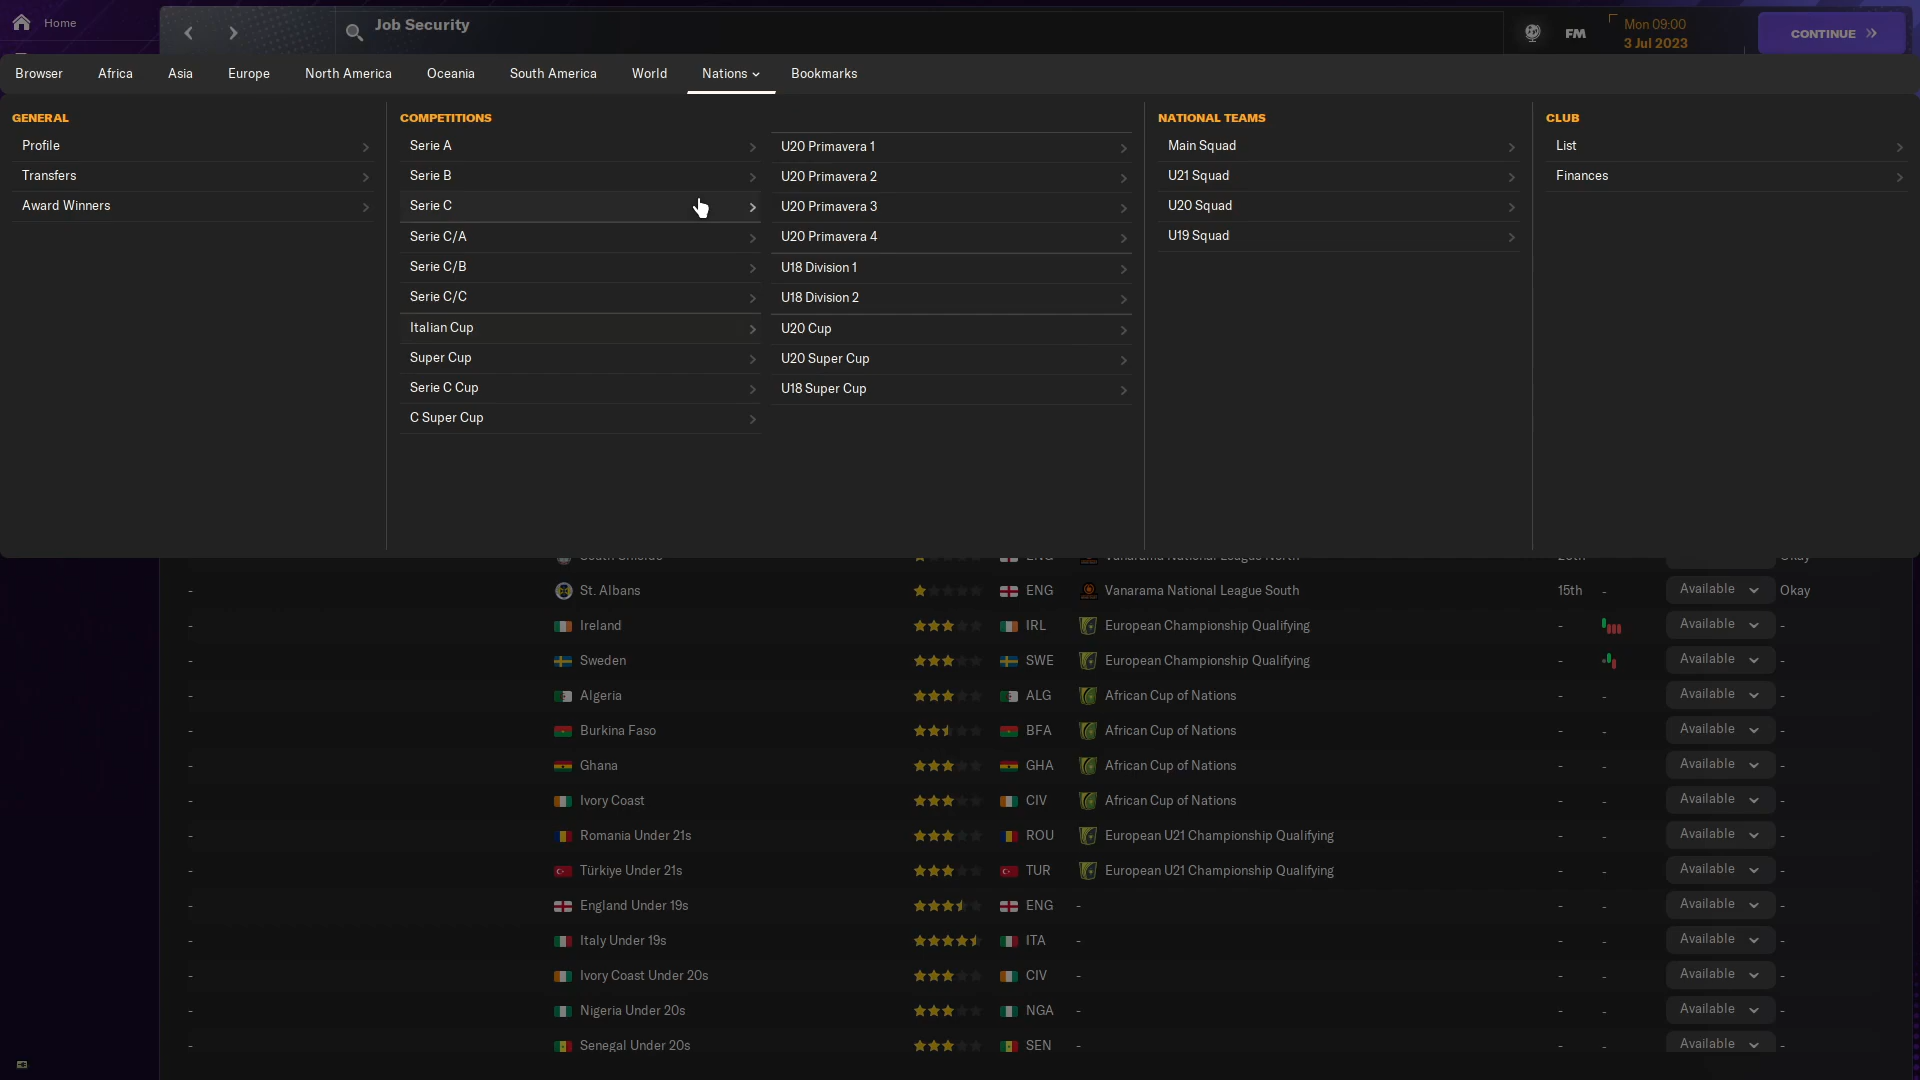 Home
Job Security
FM
Mon 09:00
3 Jul 2023
CONTINUE
Browser Africa Asia Europe North America Oceania South America World Nations Bookmarks
GENERAL
Profile
Transfers
Award Winners
COMPETITIONS
Serie A
Serie B
Serie C
Serie C/A
Serie C/B
Serie C/C
Italian Cup
Super Cup
Serie C Cup
C Super Cup
U20 Primavera 1
U20 Primavera 2
U20 Primavera 3
U20 Primavera 4
U18 Division 1
U18 Division 2
U20 Cup
U20 Super Cup
U18 Super Cup
NATIONAL TEAMS
Main Squad
U21 Squad
U20 Squad
U19 Squad
CLUB
List
Finances
- St. Albans ENG Vanarama National League South 15th - Available Okay
- Ireland IRL European Championship Qualifying - Available -
- Sweden SWE European Championship Qualifying - Available -
- Algeria ALG African Cup of Nations - - Available -
- Burkina Faso BFA African Cup of Nations - - Available -
- Ghana GHA African Cup of Nations - - Available -
- Ivory Coast CIV African Cup of Nations - - Available -
- Romania Under 21s ROU European U21 Championship Qualifying - - Available -
- Türkiye Under 21s TUR European U21 Championship Qualifying - - Available -
- England Under 19s ENG - - - Available -
- Italy Under 19s ITA - - - Available -
- Ivory Coast Under 20s CIV - - - Available -
- Nigeria Under 20s NGA - - - Available -
- Senegal Under 20s SEN - - - Available -